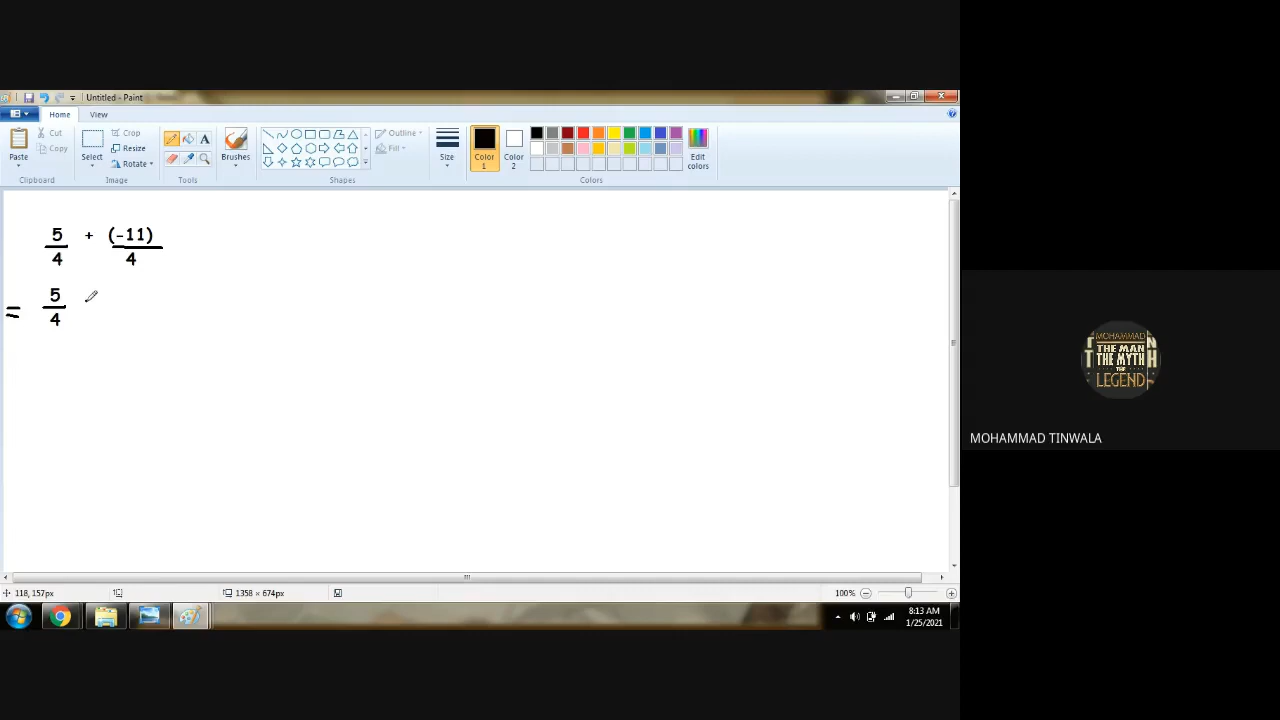 Untitled - Paint
Home View
Paste
Cut
Copy
Clipboard
Select
Crop
Resize
Rotate
Image
A
Tools
Brushes
Outline
Fill
Shapes
Size
Color 1
Color 2
Edit colors
Colors
5/4 + (-11)/4
= 5/4
118, 157px
1358 × 674px
100%
8:13 AM
1/25/2021
MOHAMMAD
THE MAN
THE MYTH
THE
LEGEND
MOHAMMAD TINWALA